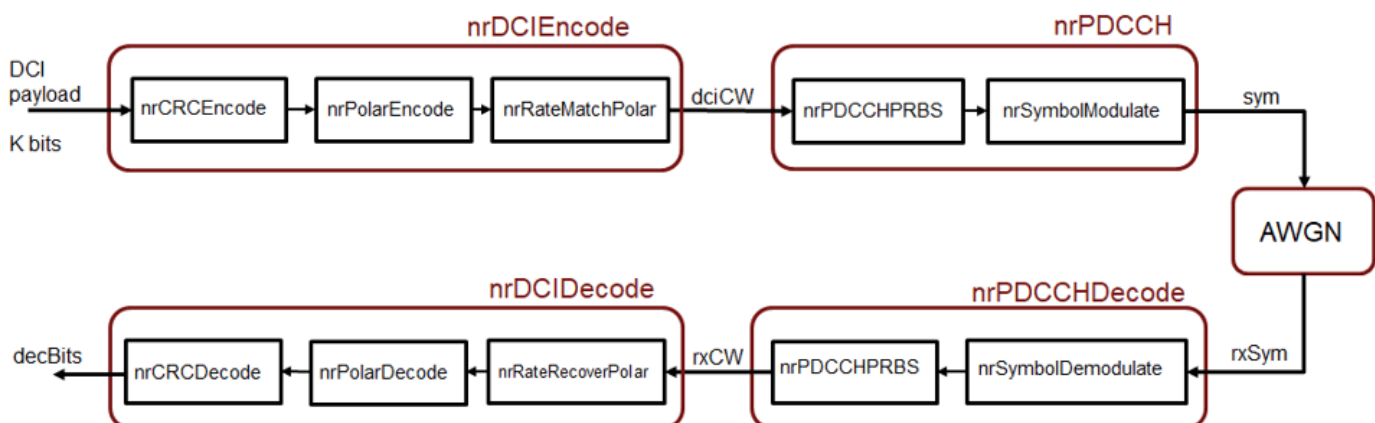 nrDCIEncode
nrPDCCH
DCI
payload
K bits
nrCRCEncode
nrPolarEncode
nrRateMatchPolar
dciCW
nrPDCCHPRBS
nrSymbolModulate
sym
AWGN
nrDCIDecode
nrPDCCHDecode
decBits
nrCRCDecode
nrPolarDecode
nrRateRecoverPolar
rxCW
nrPDCCHPRBS
nrSymbolDemodulate
rxSym